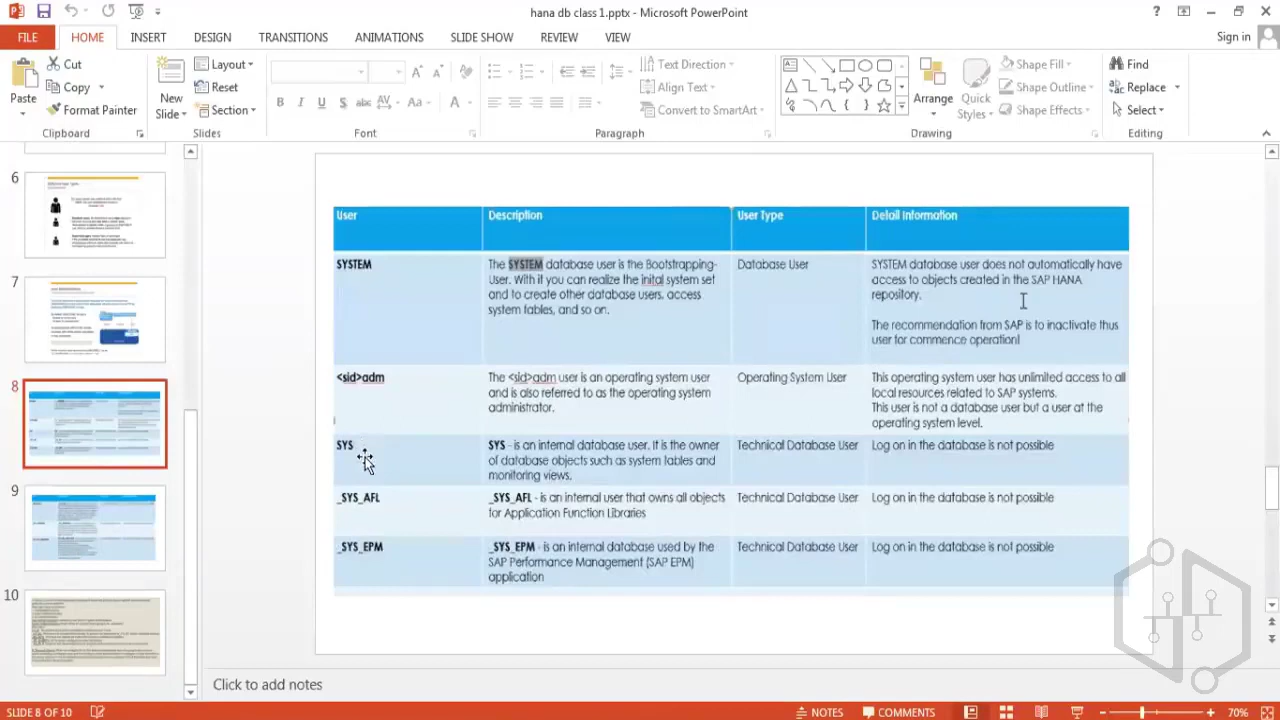 hana db class 1.pptx - Microsoft PowerPoint
FILE HOME INSERT DESIGN TRANSITIONS ANIMATIONS SLIDE SHOW REVIEW VIEW Sign in
Paste
Cut
Copy
Format Painter
Clipboard
New
Slide
Layout
Reset
Section
Slides
B I U S abc AV Aa A
Font
Text Direction
Align Text
Convert to SmartArt
Paragraph
Arrange
Quick
Styles
Shape Fill
Shape Outline
Shape Effects
Drawing
Find
Replace
Select
Editing
6
7
8
9
10
User Description User Type Detail Information
SYSTEM
The SYSTEM database user is the Bootstrapping-
User. With it you can realize the inital system set
and to create other database users, access
system tables, and so on.
Database User
SYSTEM database user does not automatically have
access to objects created in the SAP HANA
repository.
The recommendation from SAP is to inactivate thus
user for commence operation!
<sid>adm
The <sid>adm user is an operating system user
and is also referred to as the operating system
administrator.
Operating System User
This operating system user has unlimited access to all
local resources related to SAP systems.
This user is not a database user but a user at the
operating system level.
SYS
SYS - is an internal database user. It is the owner
of database objects such as system tables and
monitoring views.
Technical Database User
Log on in the database is not possible
_SYS_AFL
_SYS_AFL - is an internal user that owns all objects
for Application Function Libraries
Technical Database User
Log on in the database is not possible
_SYS_EPM
_SYS_EPM - is an internal database used by the
SAP Performance Management (SAP EPM)
application
Technical Database User
Log on in the database is not possible
Click to add notes
SLIDE 8 OF 10 NOTES COMMENTS 70%